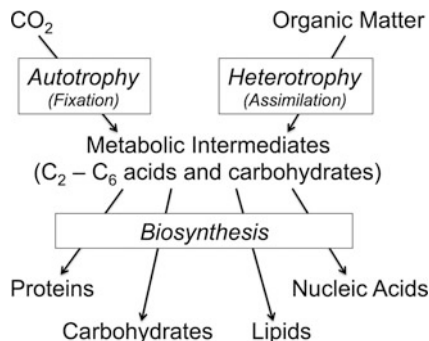 CO₂
Organic Matter
Autotrophy
(Fixation)
Heterotrophy
(Assimilation)
Metabolic Intermediates
(C₂ – C₆ acids and carbohydrates)
Biosynthesis
Proteins
Nucleic Acids
Carbohydrates
Lipids